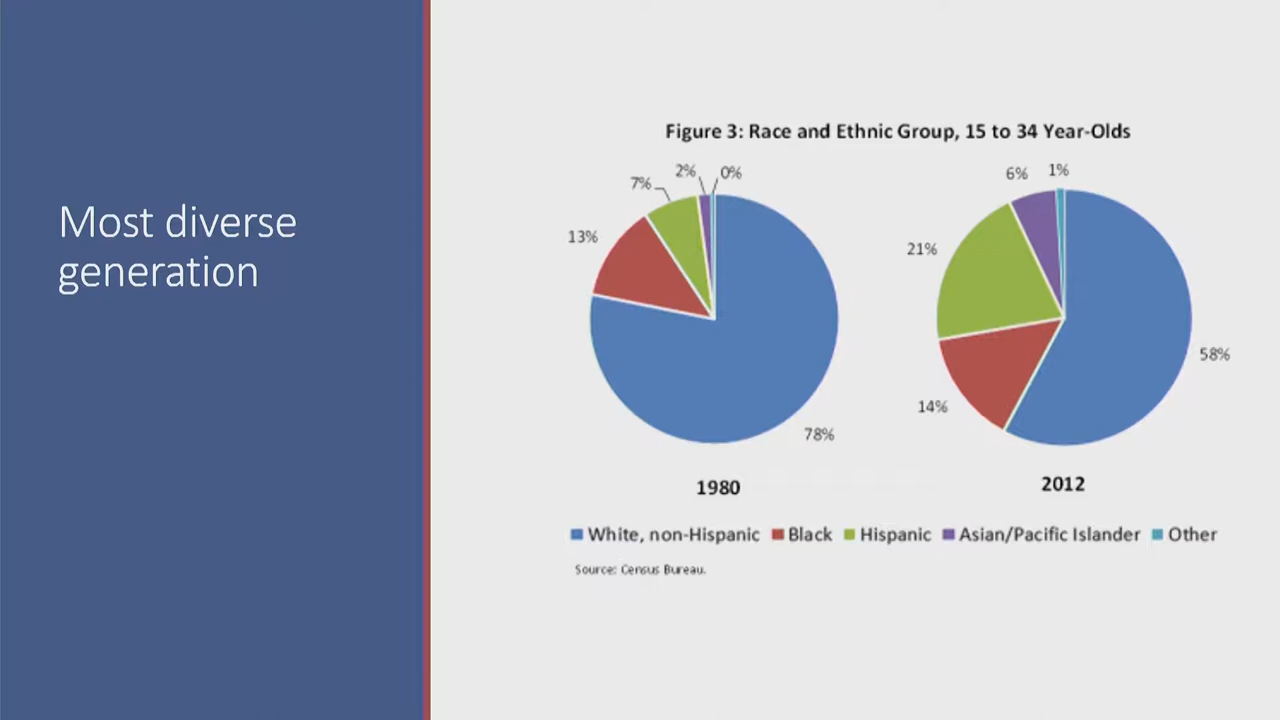 Most diverse
generation
Figure 3: Race and Ethnic Group, 15 to 34 Year-Olds
7%
2%
0%
13%
78%
1980
6%
1%
21%
58%
14%
2012
White, non-Hispanic Black Hispanic Asian/Pacific Islander Other
Source: Census Bureau.